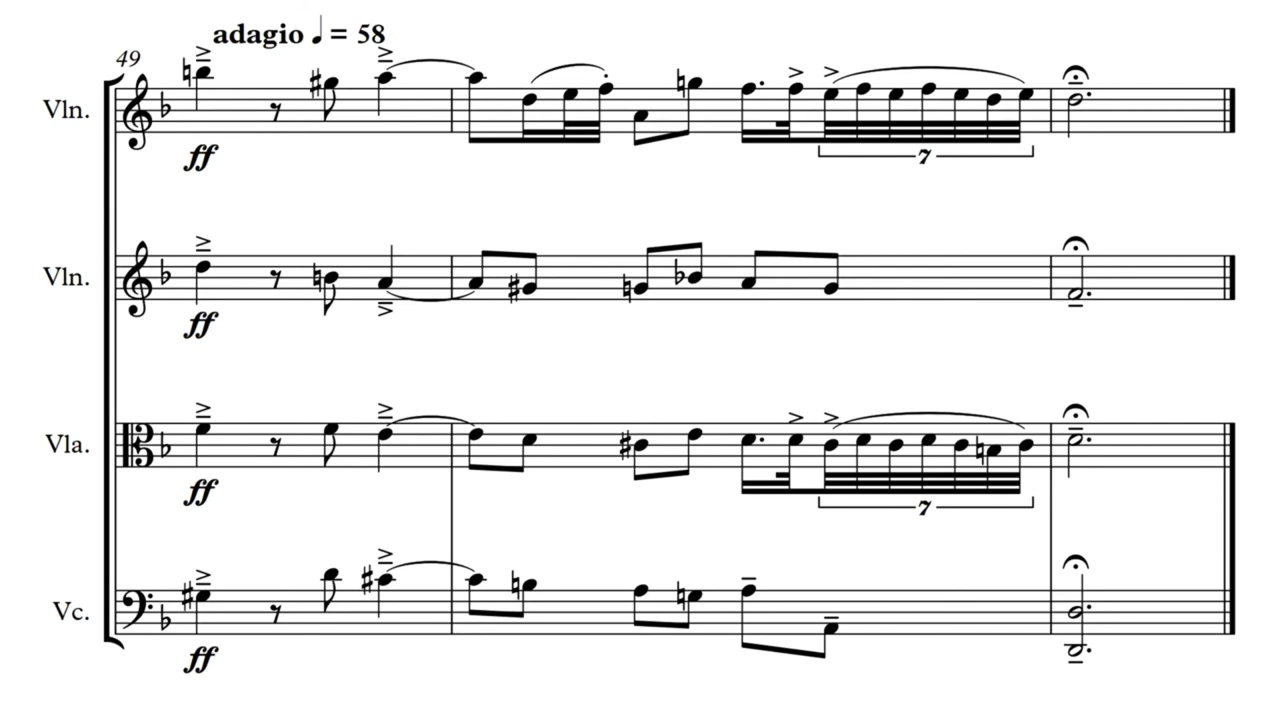 adagio ♩ = 58
49
Vln.
ff
Vln.
ff
Vla.
ff
Vc.
ff
7
7